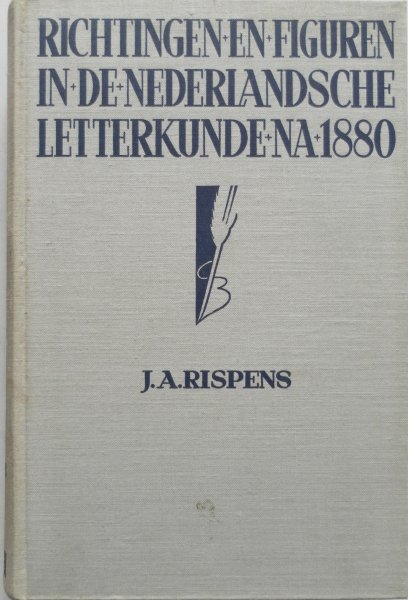 RICHTINGEN+EN+FIGUREN
IN+DE+NEDERLANDSCHE
LETTERKUNDE+NA+1880
J.A.RISPENS